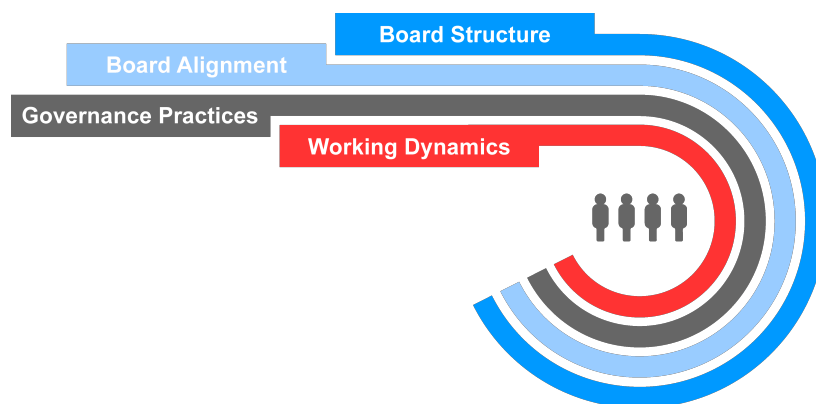 Board Structure
Board Alignment
Governance Practices
Working Dynamics